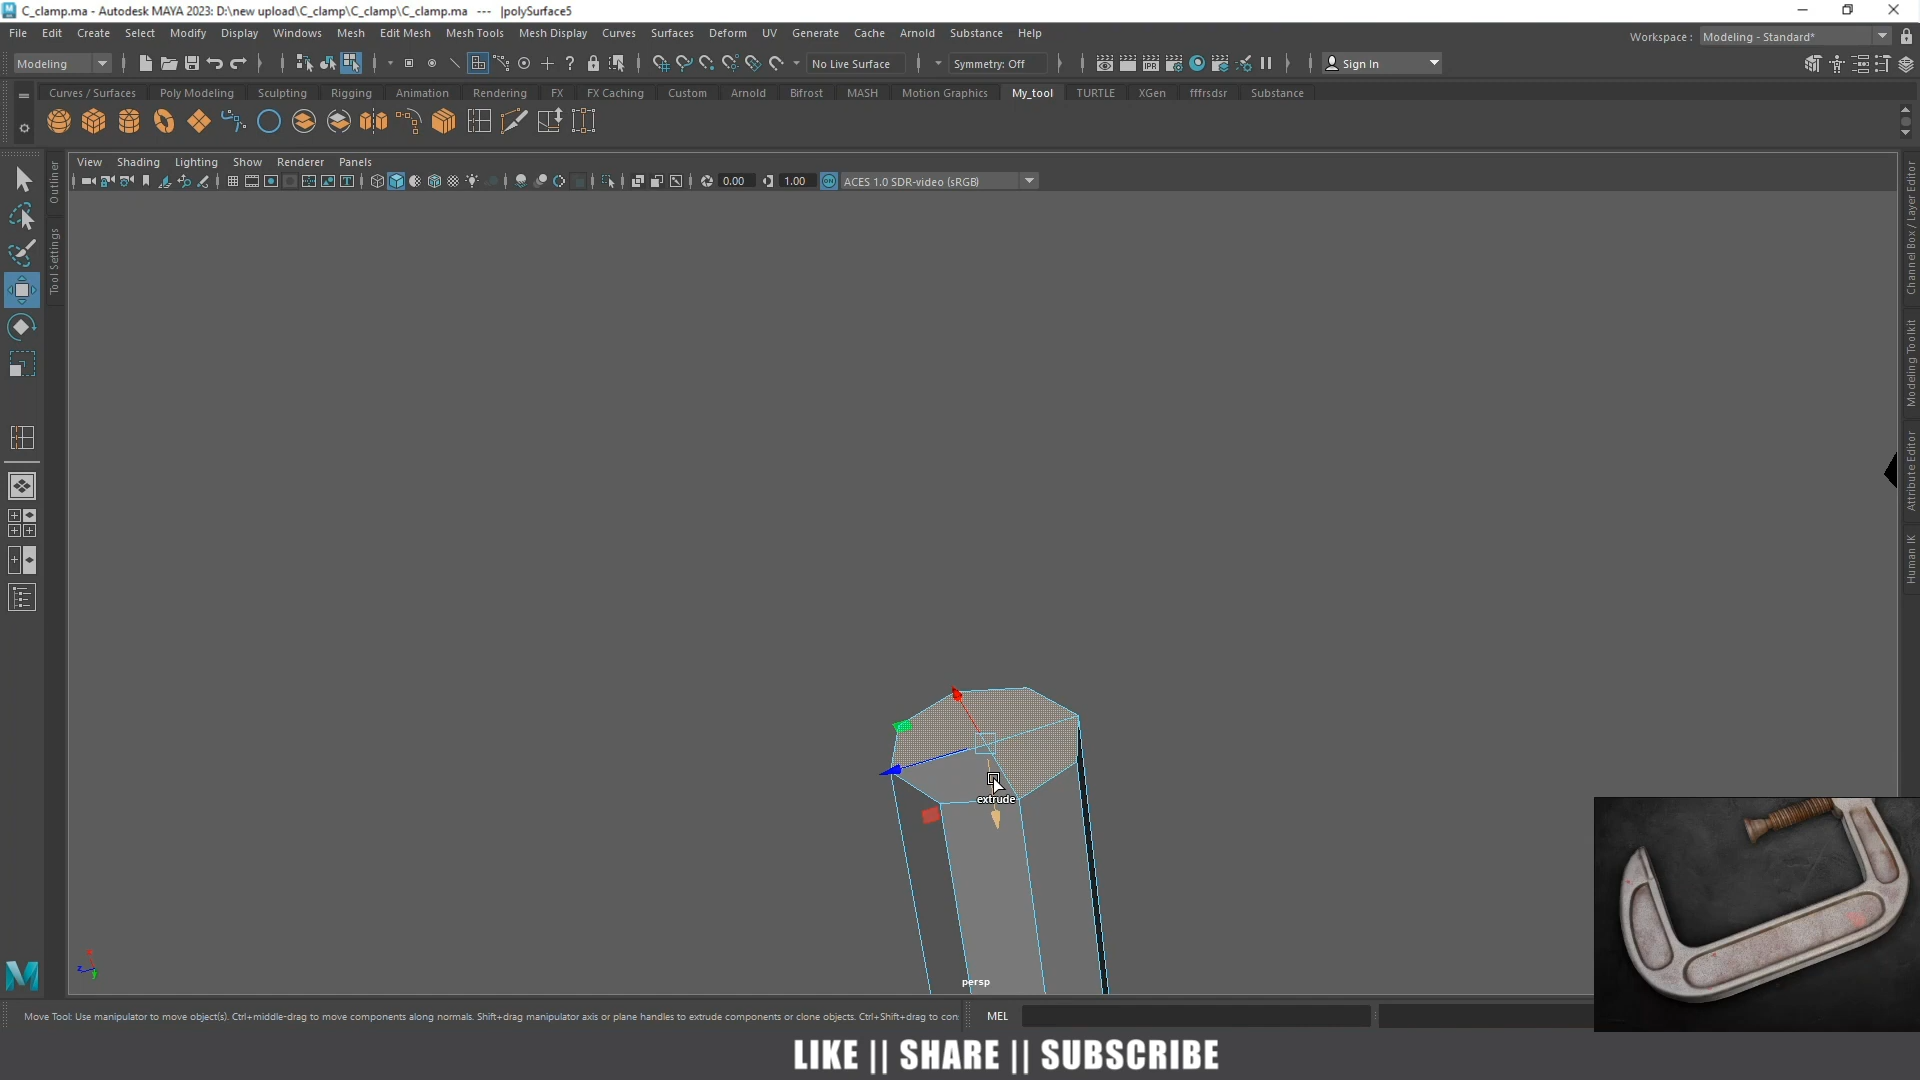 C_clamp.ma - Autodesk MAYA 2023: D:\new upload\C_clamp\C_clamp\C_clamp.ma --- |polySurface5
File Edit Create Select Modify Display Windows Mesh Edit Mesh Mesh Tools Mesh Display Curves Surfaces Deform UV Generate Cache Arnold Substance Help
Workspace : Modeling - Standard*
Modeling No Live Surface Symmetry: Off Sign In
Curves / Surfaces Poly Modeling Sculpting Rigging Animation Rendering FX FX Caching Custom Arnold Bifrost MASH Motion Graphics My_tool TURTLE XGen fffrsdsr Substance
View Shading Lighting Show Renderer Panels
0.00 1.00 ON ACES 1.0 SDR-video (sRGB)
Outliner
Tool Settings
Channel Box / Layer Editor
Modeling Toolkit
Attribute Editor
Human IK
extrude
persp
Move Tool: Use manipulator to move object(s). Ctrl+middle-drag to move components along normals. Shift+drag manipulator axis or plane handles to extrude components or clone objects. Ctrl+Shift+drag to con
MEL
LIKE || SHARE || SUBSCRIBE